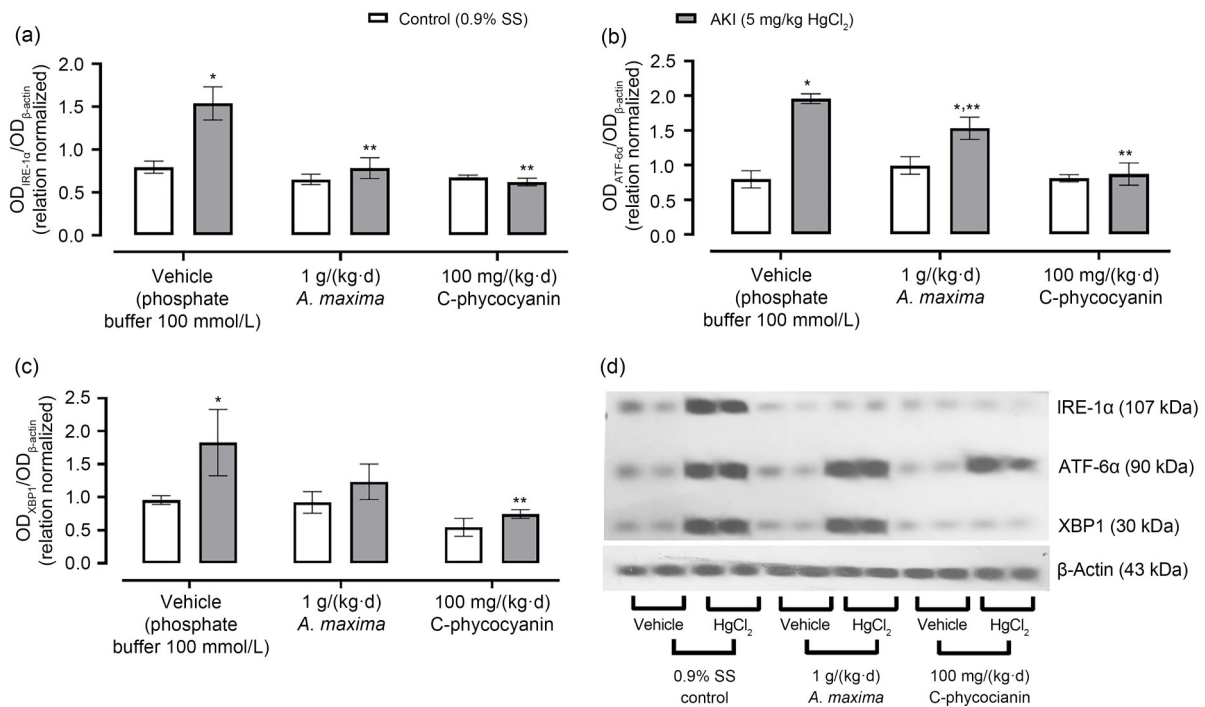 Control (0.9% SS)
AKI (5 mg/kg HgCl₂)
(a)
OD_IRE-1α/OD_β-actin
(relation normalized)
2.0
1.5
1.0
0.5
0.0
*
**
**
Vehicle
(phosphate
buffer 100 mmol/L)
1 g/(kg·d)
A. maxima
100 mg/(kg·d)
C-phycocyanin
(b)
OD_ATF-6α/OD_β-actin
(relation normalized)
2.5
2.0
1.5
1.0
0.5
0.0
*
*,**
**
Vehicle
(phosphate
buffer 100 mmol/L)
1 g/(kg·d)
A. maxima
100 mg/(kg·d)
C-phycocyanin
(c)
OD_XBP1/OD_β-actin
(relation normalized)
2.5
2.0
1.5
1.0
0.5
0.0
*
**
Vehicle
(phosphate
buffer 100 mmol/L)
1 g/(kg·d)
A. maxima
100 mg/(kg·d)
C-phycocyanin
(d)
IRE-1α (107 kDa)
ATF-6α (90 kDa)
XBP1 (30 kDa)
β-Actin (43 kDa)
Vehicle HgCl₂ Vehicle HgCl₂ Vehicle HgCl₂
0.9% SS
control
1 g/(kg·d)
A. maxima
100 mg/(kg·d)
C-phycocianin